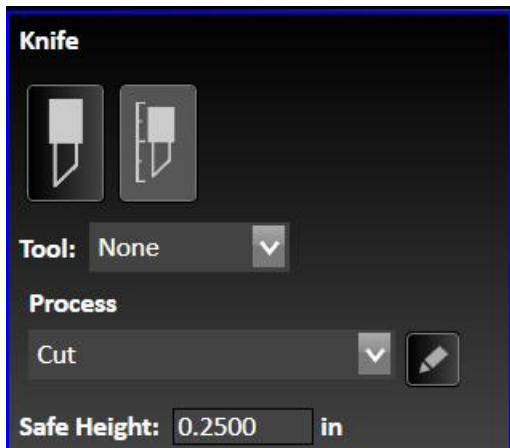 Knife
Tool: None
Process
Cut
Safe Height: 0.2500 in